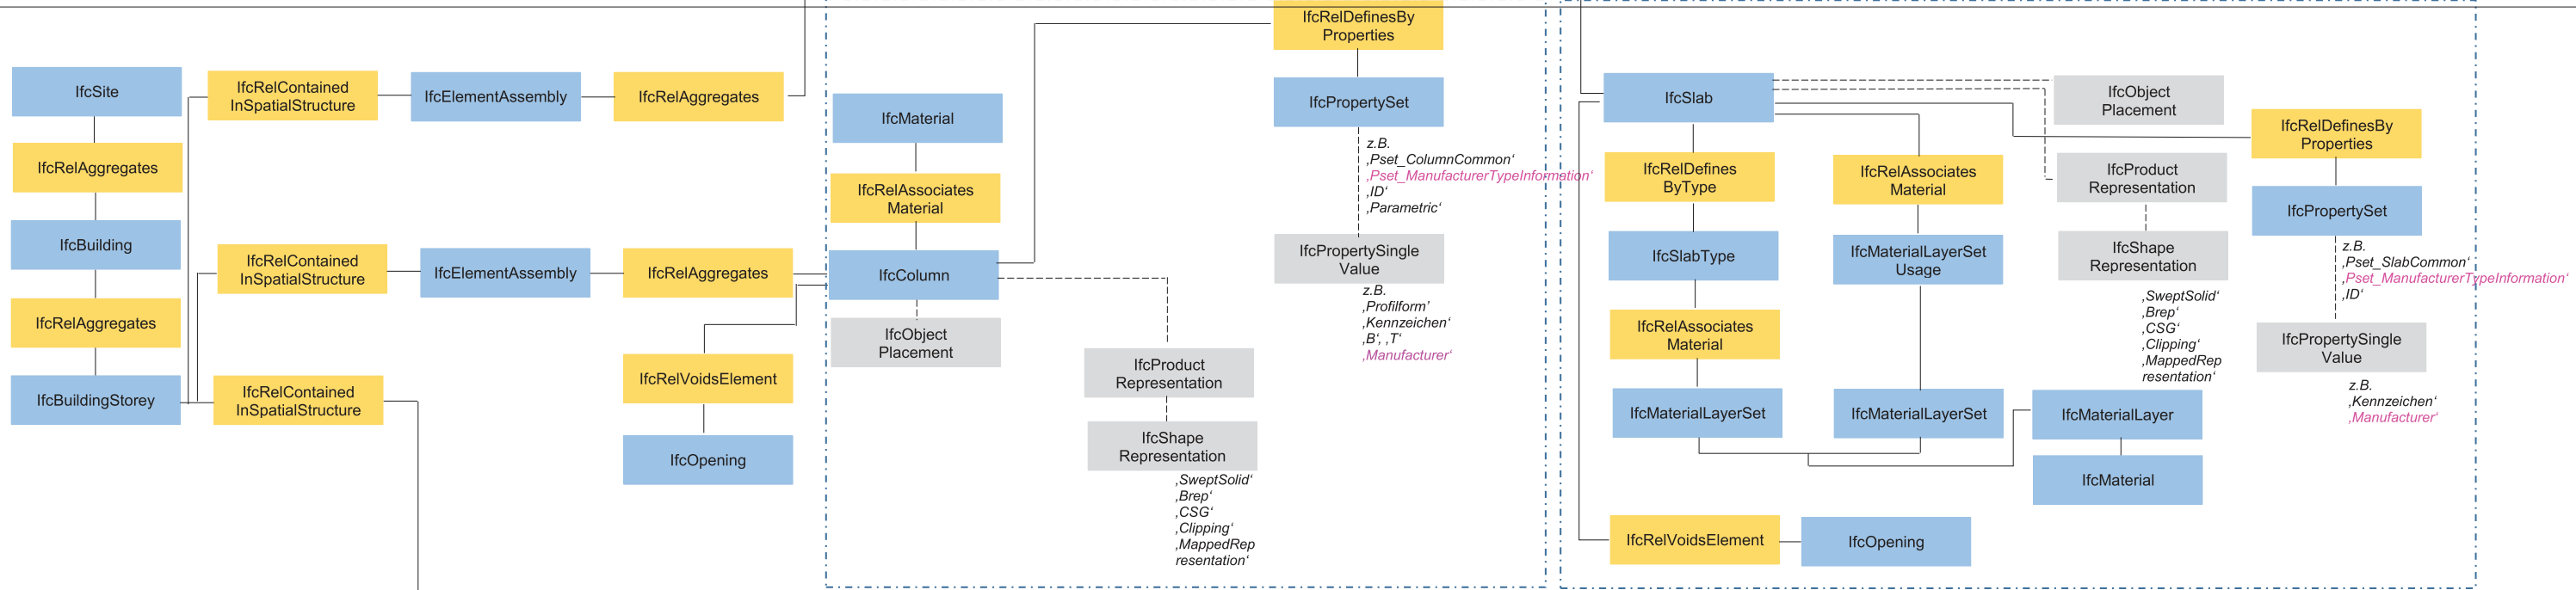 IfcSite
IfcRelAggregates
IfcBuilding
IfcRelAggregates
IfcBuildingStorey
IfcRelContained
InSpatialStructure
IfcElementAssembly
IfcRelAggregates
IfcRelContained
InSpatialStructure
IfcElementAssembly
IfcRelAggregates
IfcRelContained
InSpatialStructure
IfcRelVoidsElement
IfcOpening
IfcMaterial
IfcRelAssociates
Material
IfcColumn
IfcObject
Placement
IfcProduct
Representation
IfcShape
Representation
‚SweptSolid‘
‚Brep‘
‚CSG‘
‚Clipping‘
‚MappedRep
resentation‘
IfcRelDefinesBy
Properties
IfcPropertySet
z.B.
‚Pset_ColumnCommon‘
‚Pset_ManufacturerTypeInformation‘
‚ID‘
‚Parametric‘
IfcPropertySingle
Value
z.B.
‚Profilform’
‚Kennzeichen‘
‚B‘, ‚T‘
‚Manufacturer‘
IfcSlab
IfcRelDefines
ByType
IfcSlabType
IfcRelAssociates
Material
IfcMaterialLayerSet
IfcRelAssociates
Material
IfcMaterialLayerSet
Usage
IfcMaterialLayerSet
IfcMaterialLayer
IfcMaterial
IfcRelVoidsElement
IfcOpening
IfcObject
Placement
IfcProduct
Representation
IfcShape
Representation
‚SweptSolid‘
‚Brep‘
‚CSG‘
‚Clipping‘
‚MappedRep
resentation‘
IfcRelDefinesBy
Properties
IfcPropertySet
z.B.
‚Pset_SlabCommon‘
‚Pset_ManufacturerTypeInformation‘
‚ID‘
IfcPropertySingle
Value
z.B.
‚Kennzeichen‘
‚Manufacturer‘